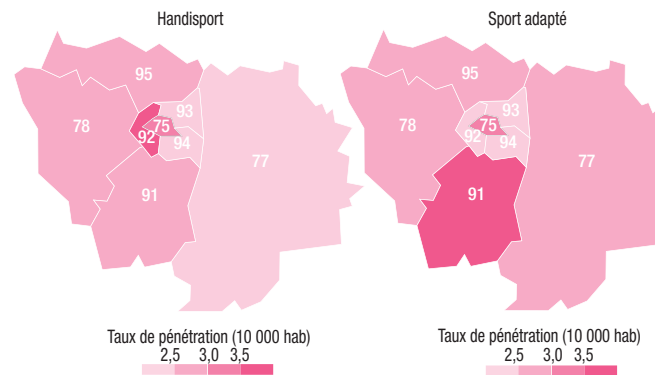 Handisport
95
93
78
75
92
94
77
91
Taux de pénétration (10 000 hab)
2,5 3,0 3,5
Sport adapté
95
93
78
75
92
94
77
91
Taux de pénétration (10 000 hab)
2,5 3,0 3,5